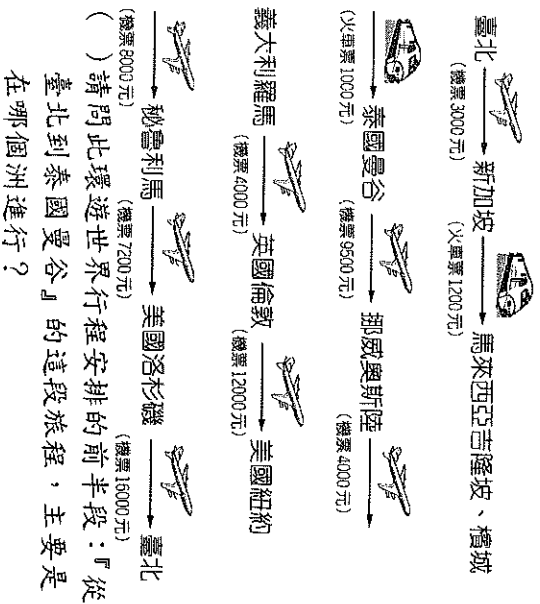 臺北 (機票3000元) 新加坡 (火車票1200元) 馬來西亞吉隆坡、檳城
(火車票1000元) 泰國曼谷 (機票9500元) 挪威奧斯陸 (機票4000元)
義大利羅馬 (機票4000元) 英國倫敦 (機票12000元) 美國紐約
(機票8000元) 秘魯利馬 (機票7200元) 美國洛杉磯 (機票16000元) 臺北
( )請問此環遊世界行程安排的前半段：『從
臺北到泰國曼谷』的這段旅程，主要是
在哪個洲進行？